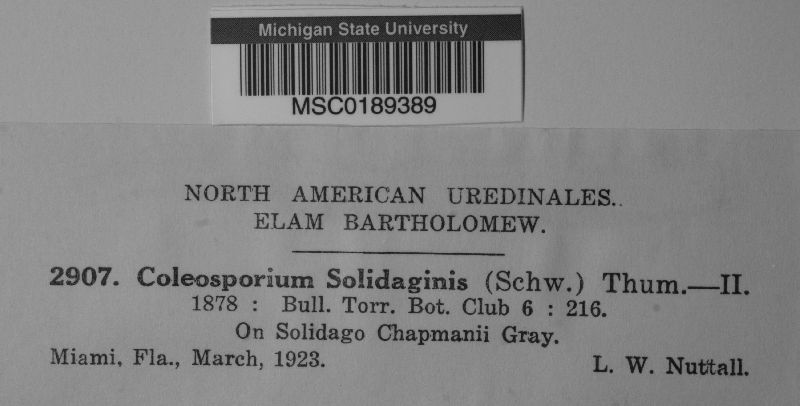 Michigan State University
MSC0189389
NORTH AMERICAN UREDINALES.
ELAM BARTHOLOMEW.
2907. Coleosporium Solidaginis (Schw.) Thum.—II.
1878 : Bull. Torr. Bot. Club 6 : 216.
On Solidago Chapmanii Gray.
Miami, Fla., March, 1923. L. W. Nuttall.